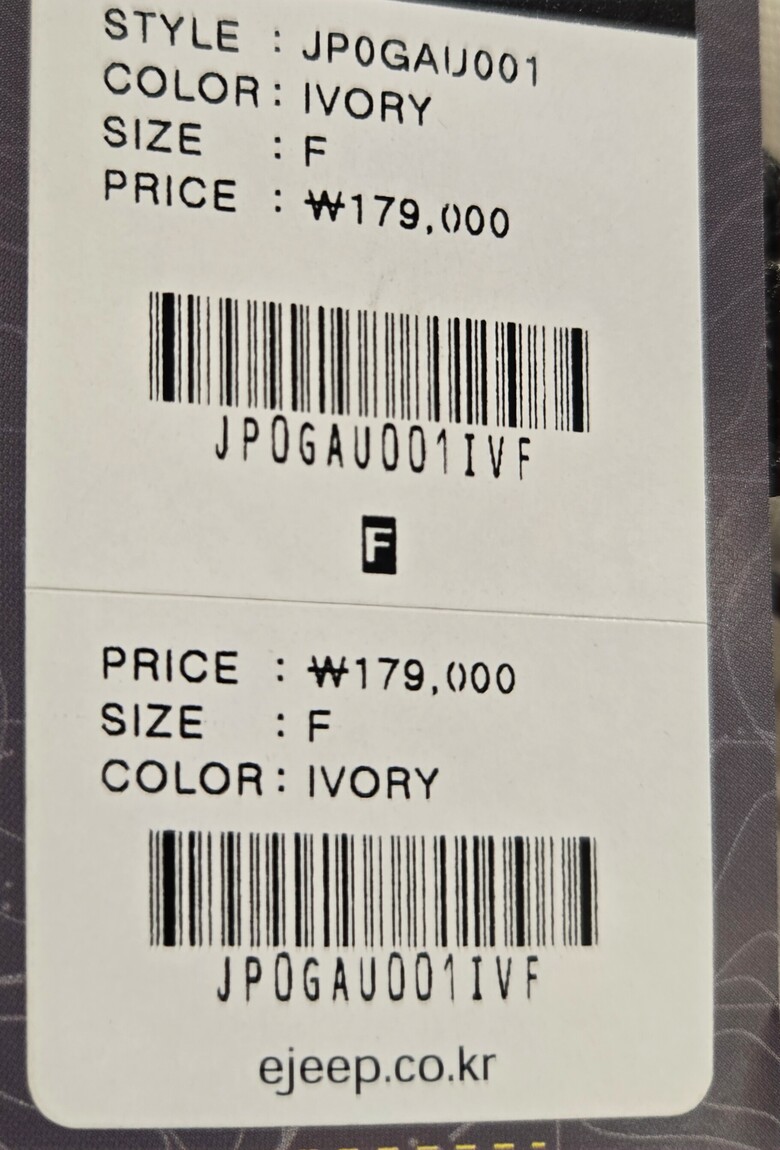 STYLE : JP0GAU001
COLOR : IVORY
SIZE : F
PRICE : ₩179,000
JP0GAU001IVF
F
PRICE : ₩179,000
SIZE : F
COLOR : IVORY
JP0GAU001IVF
ejeep.co.kr